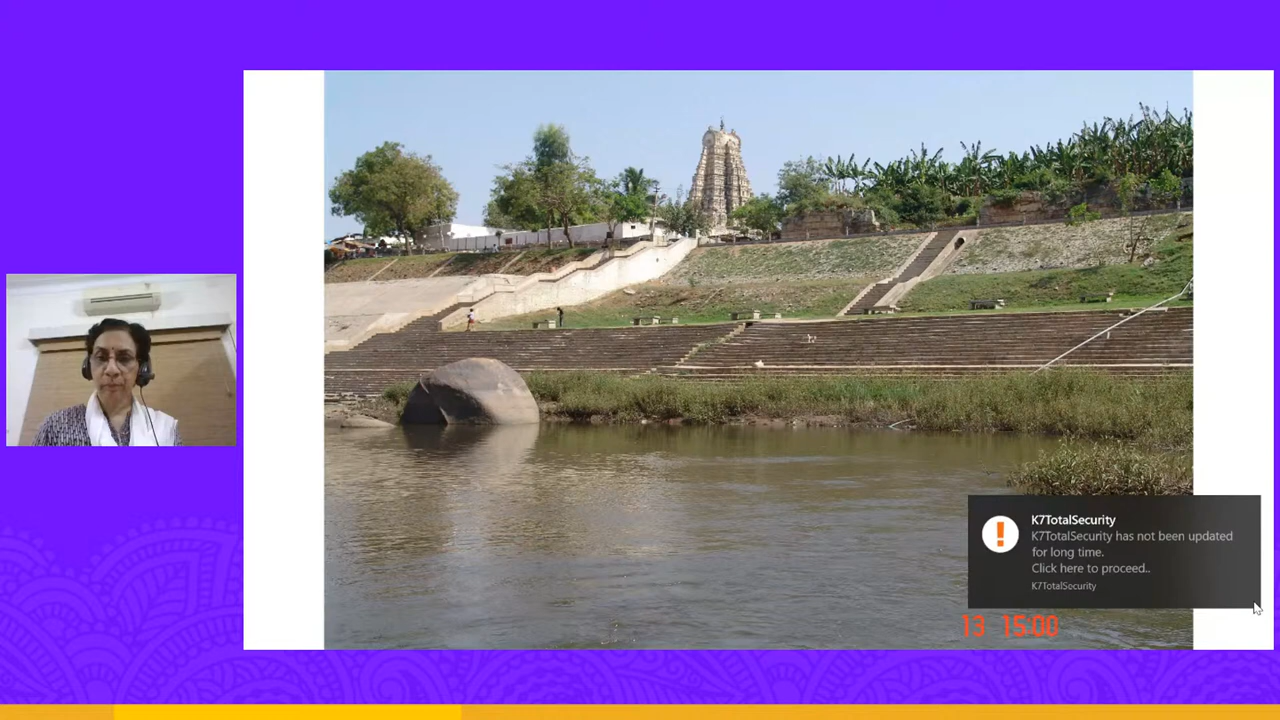 K7TotalSecurity
K7TotalSecurity has not been updated
for long time.
Click here to proceed..
K7TotalSecurity
13 15:00